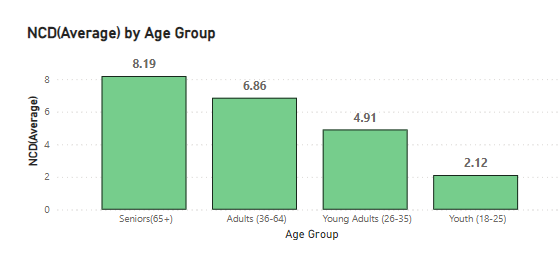 NCD(Average) by Age Group
8.19
6.86
4.91
2.12
8
6
4
2
0
NCD(Average)
Seniors(65+)
Adults (36-64)
Young Adults (26-35)
Youth (18-25)
Age Group